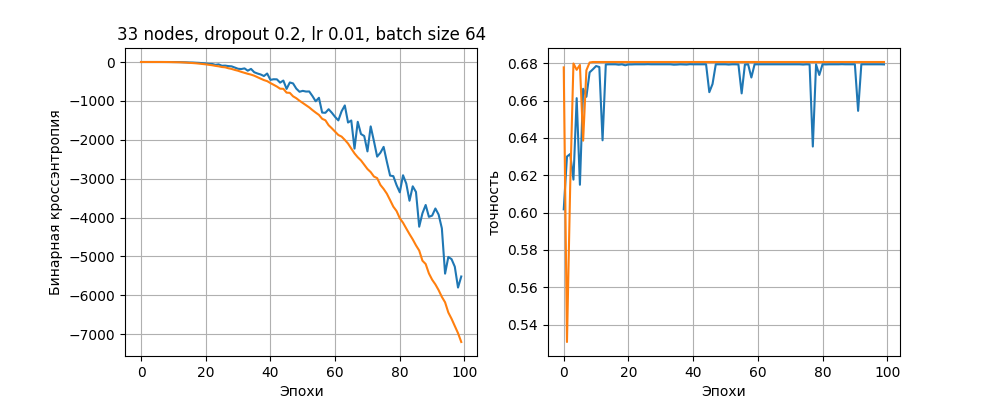 33 nodes, dropout 0.2, lr 0.01, batch size 64
Бинарная кроссэнтропия
0
−1000
−2000
−3000
−4000
−5000
−6000
−7000
0 20 40 60 80 100
Эпохи
точность
0.68
0.66
0.64
0.62
0.60
0.58
0.56
0.54
0 20 40 60 80 100
Эпохи